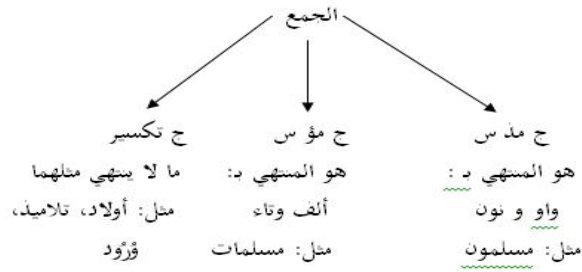 الجمع
ج مذ س
هو المنتهي بـ :
واو و نون
مثل: مسلمون
ج مؤ س
هو المنتهي بـ:
ألف وتاء
مثل: مسلمات
ج تكسير
ما لا ينتهي مثلهما
مثل: أولاد، تلاميذ،
وُرُود